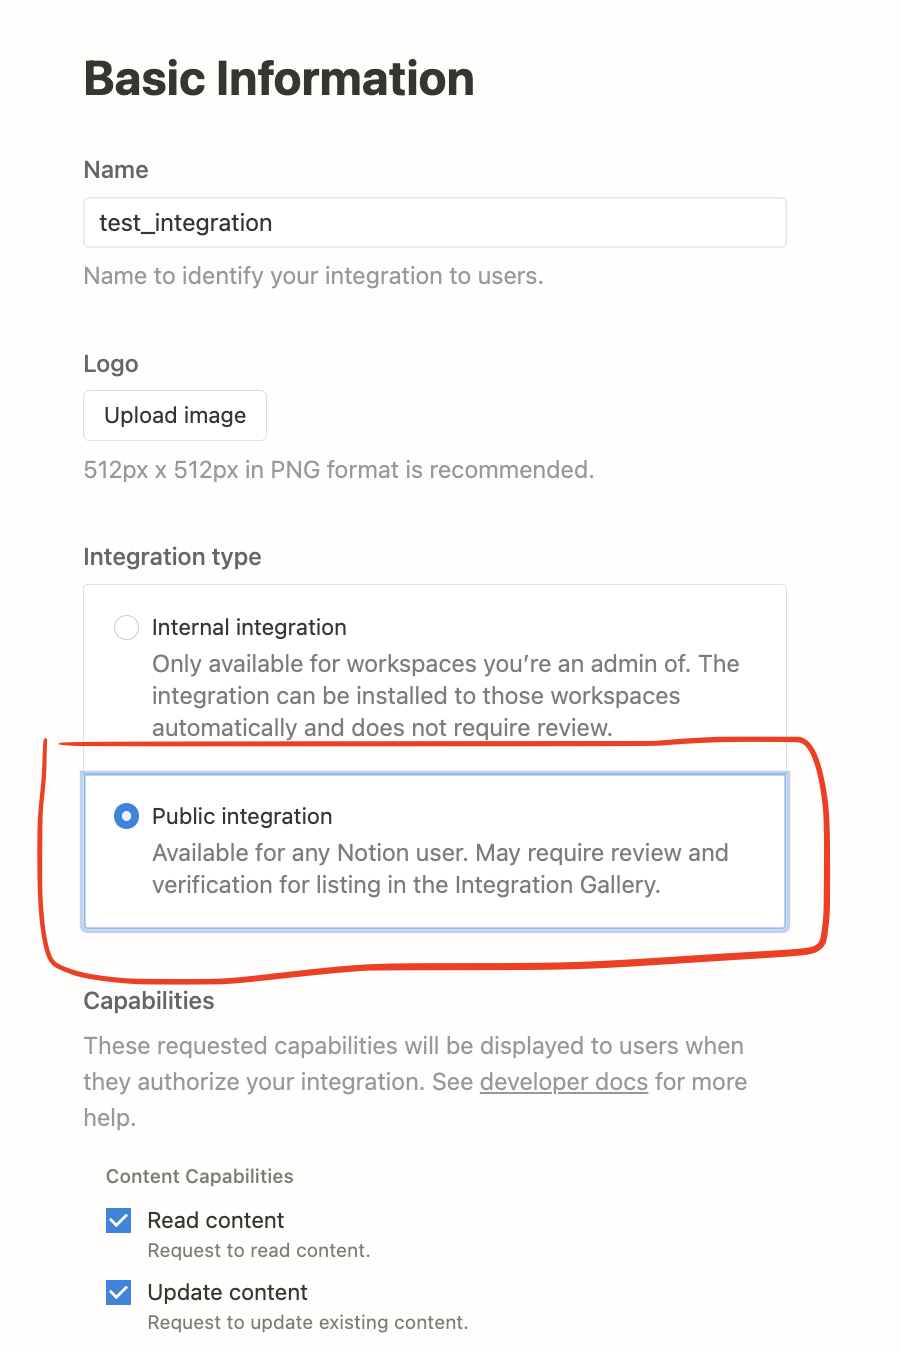 Basic Information
Name
test_integration
Name to identify your integration to users.
Logo
Upload image
512px x 512px in PNG format is recommended.
Integration type
Internal integration
Only available for workspaces you’re an admin of. The
integration can be installed to those workspaces
automatically and does not require review.
Public integration
Available for any Notion user. May require review and
verification for listing in the Integration Gallery.
Capabilities
These requested capabilities will be displayed to users when
they authorize your integration. See developer docs for more
help.
Content Capabilities
Read content
Request to read content.
Update content
Request to update existing content.